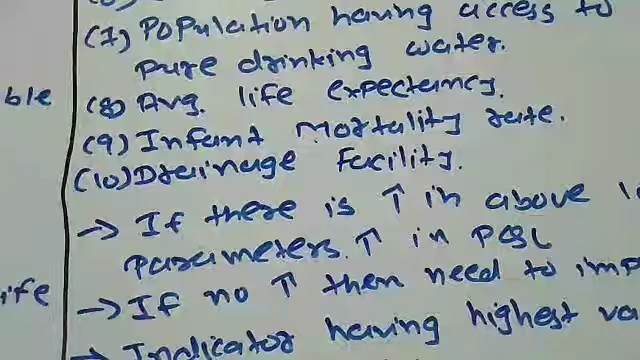 (7) Population having access to
pure drinking water.
ble
(8) Avg. life expectancy.
(9) Infant Mortality rate.
(10) Drainage Facility.
→ If there is ↑ in above
parameters. ↑ in PQSL
ife
→ If no ↑ then need to imp
→ Indicator having highest va